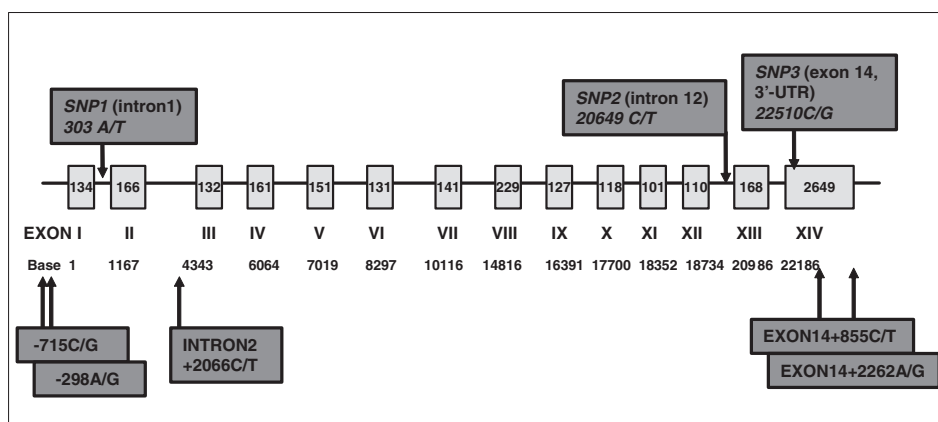 SNP1 (intron1)
303 A/T
SNP2 (intron 12)
20649 C/T
SNP3 (exon 14,
3'-UTR)
22510C/G
134 166 132 161 151 131 141 229 127 118 101 110 168 2649
EXON I II III IV V VI VII VIII IX X XI XII XIII XIV
Base 1 1167 4343 6064 7019 8297 10116 14816 16391 17700 18352 18734 20986 22186
-715C/G
-298A/G
INTRON2
+2066C/T
EXON14+855C/T
EXON14+2262A/G